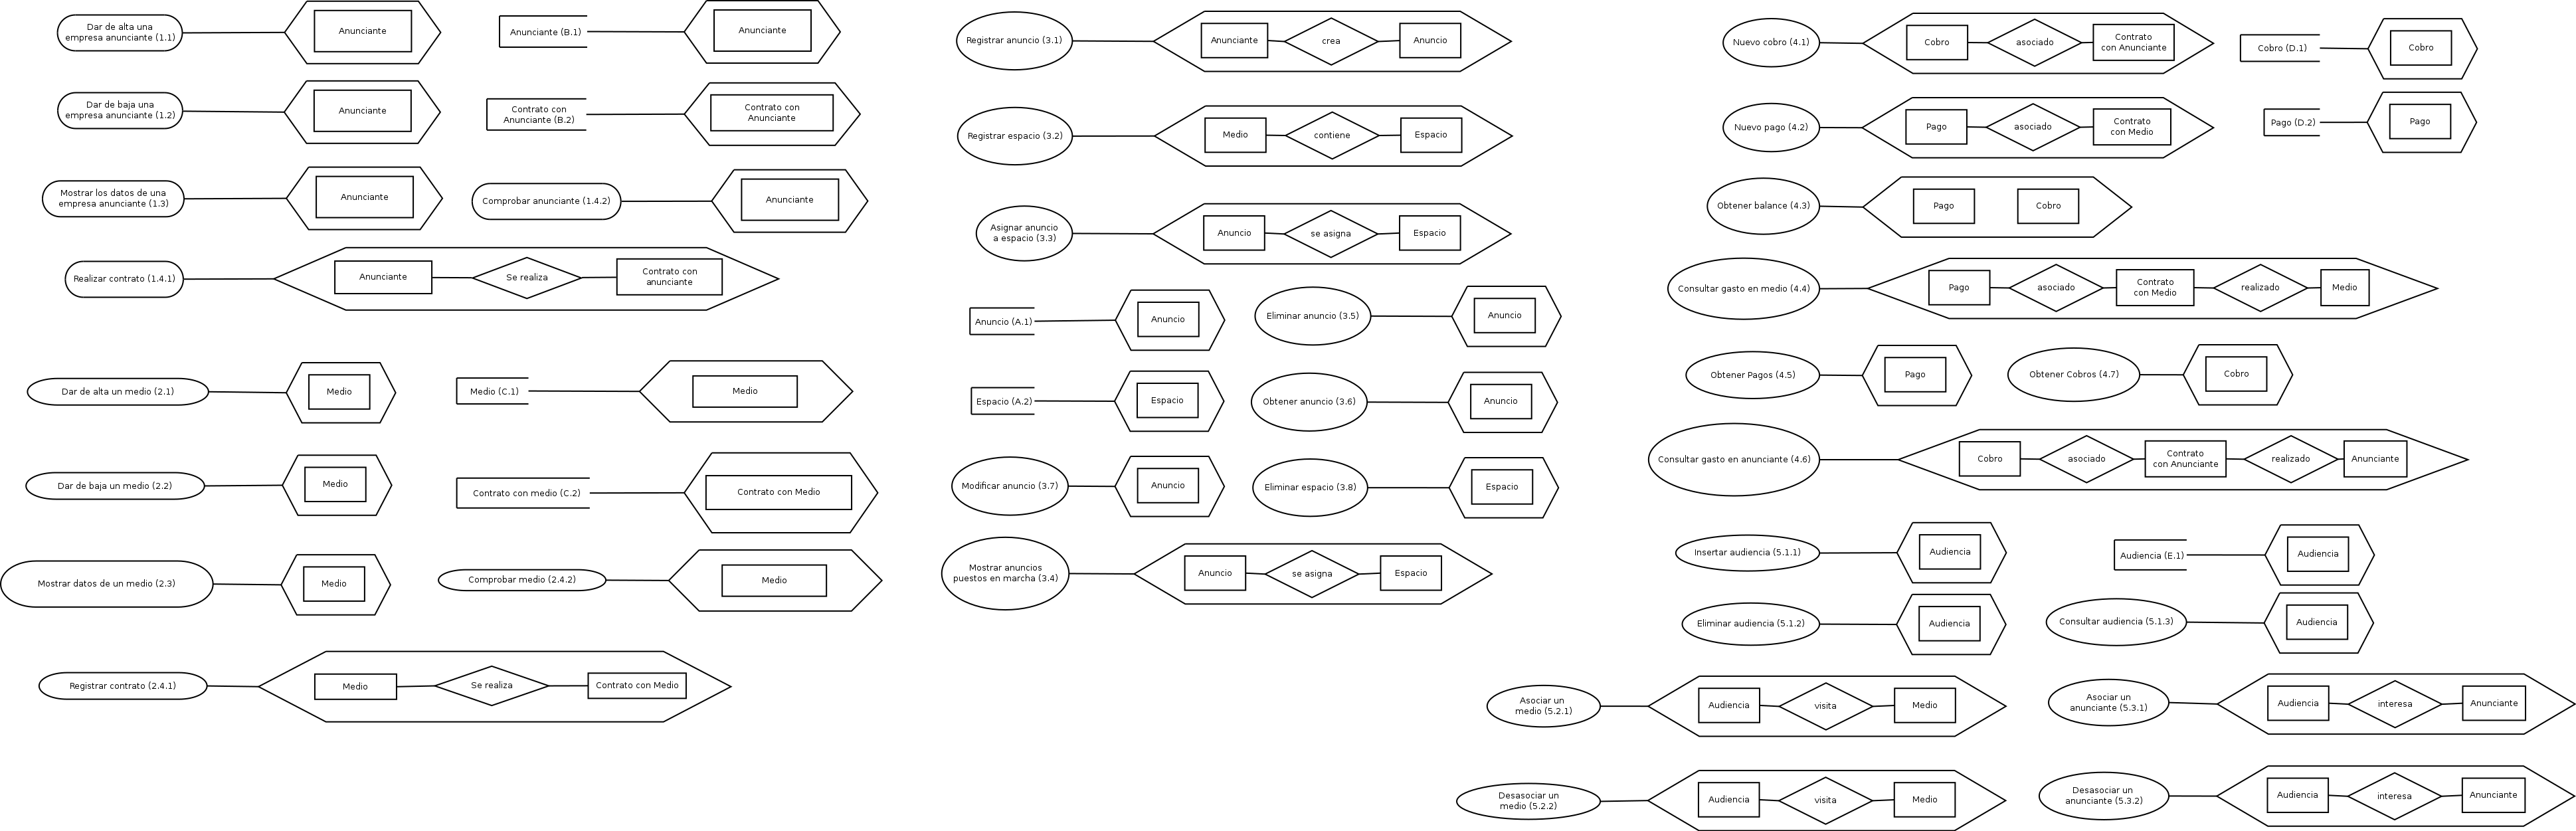 Dar de alta una
empresa anunciante (1.1)
Anunciante
Anunciante (B.1)
Anunciante
Dar de baja una
empresa anunciante (1.2)
Anunciante
Contrato con
Anunciante (B.2)
Contrato con
Anunciante
Mostrar los datos de una
empresa anunciante (1.3)
Anunciante
Comprobar anunciante (1.4.2)
Anunciante
Realizar contrato (1.4.1)
Anunciante
Se realiza
Contrato con
anunciante
Dar de alta un medio (2.1)
Medio
Medio (C.1)
Medio
Dar de baja un medio (2.2)
Medio
Contrato con medio (C.2)
Contrato con Medio
Mostrar datos de un medio (2.3)
Medio
Comprobar medio (2.4.2)
Medio
Registrar contrato (2.4.1)
Medio
Se realiza
Contrato con Medio
Registrar anuncio (3.1)
Anunciante
crea
Anuncio
Registrar espacio (3.2)
Medio
contiene
Espacio
Asignar anuncio
a espacio (3.3)
Anuncio
se asigna
Espacio
Anuncio (A.1)
Anuncio
Eliminar anuncio (3.5)
Anuncio
Espacio (A.2)
Espacio
Obtener anuncio (3.6)
Anuncio
Modificar anuncio (3.7)
Anuncio
Eliminar espacio (3.8)
Espacio
Mostrar anuncios
puestos en marcha (3.4)
Anuncio
se asigna
Espacio
Nuevo cobro (4.1)
Cobro
asociado
Contrato
con Anunciante
Cobro (D.1)
Cobro
Nuevo pago (4.2)
Pago
asociado
Contrato
con Medio
Pago (D.2)
Pago
Obtener balance (4.3)
Pago
Cobro
Consultar gasto en medio (4.4)
Pago
asociado
Contrato
con Medio
realizado
Medio
Obtener Pagos (4.5)
Pago
Obtener Cobros (4.7)
Cobro
Consultar gasto en anunciante (4.6)
Cobro
asociado
Contrato
con Anunciante
realizado
Anunciante
Insertar audiencia (5.1.1)
Audiencia
Audiencia (E.1)
Audiencia
Eliminar audiencia (5.1.2)
Audiencia
Consultar audiencia (5.1.3)
Audiencia
Asociar un
medio (5.2.1)
Audiencia
visita
Medio
Asociar un
anunciante (5.3.1)
Audiencia
interesa
Anunciante
Desasociar un
medio (5.2.2)
Audiencia
visita
Medio
Desasociar un
anunciante (5.3.2)
Audiencia
interesa
Anunciante